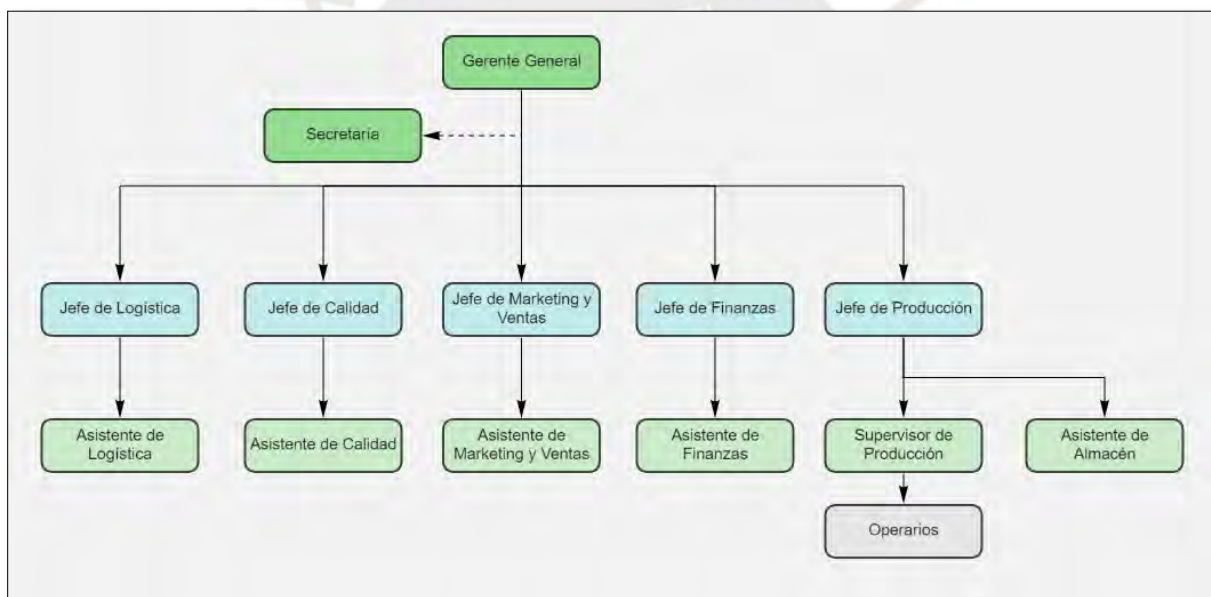 Gerente General
Secretaria
Jefe de Logística
Jefe de Calidad
Jefe de Marketing y
Ventas
Jefe de Finanzas
Jefe de Producción
Asistente de
Logística
Asistente de Calidad
Asistente de
Marketing y Ventas
Asistente de
Finanzas
Supervisor de
Producción
Asistente de
Almacén
Operarios